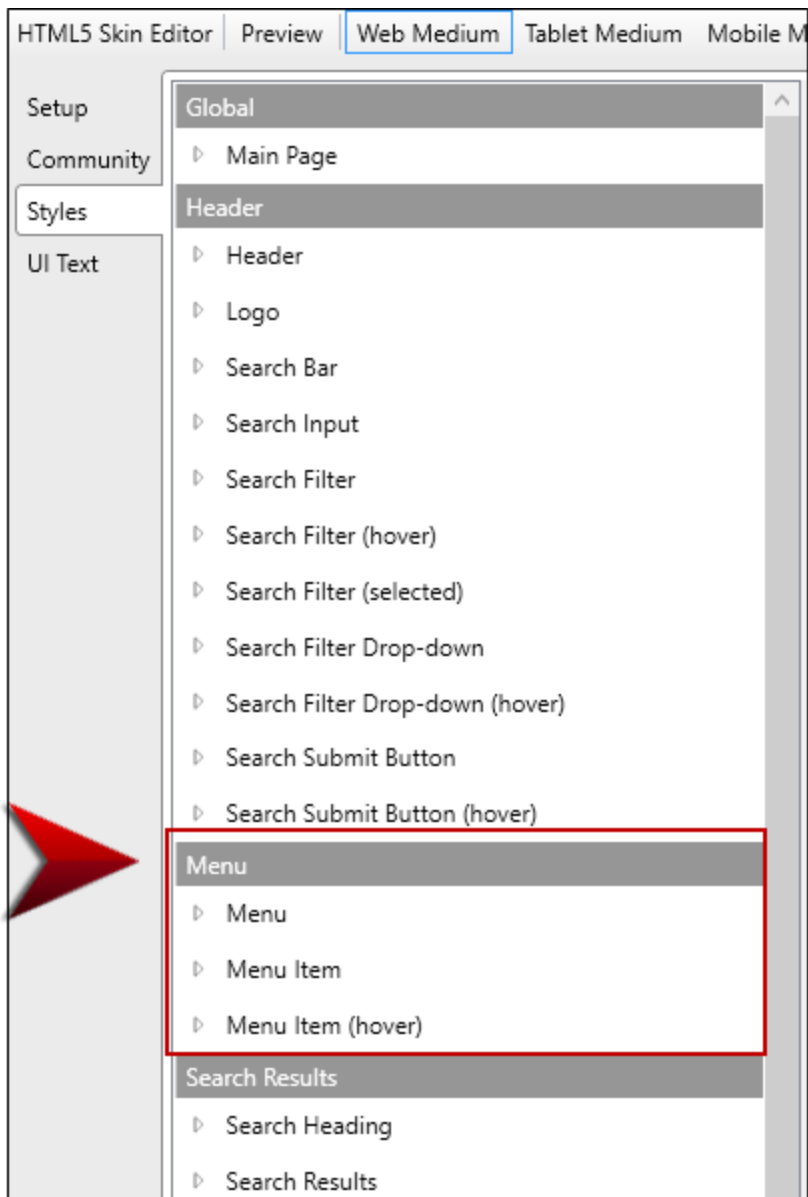 HTML5 Skin Editor Preview Web Medium Tablet Medium Mobile M
Setup
Community
Styles
UI Text
Global
Main Page
Header
Header
Logo
Search Bar
Search Input
Search Filter
Search Filter (hover)
Search Filter (selected)
Search Filter Drop-down
Search Filter Drop-down (hover)
Search Submit Button
Search Submit Button (hover)
Menu
Menu
Menu Item
Menu Item (hover)
Search Results
Search Heading
Search Results